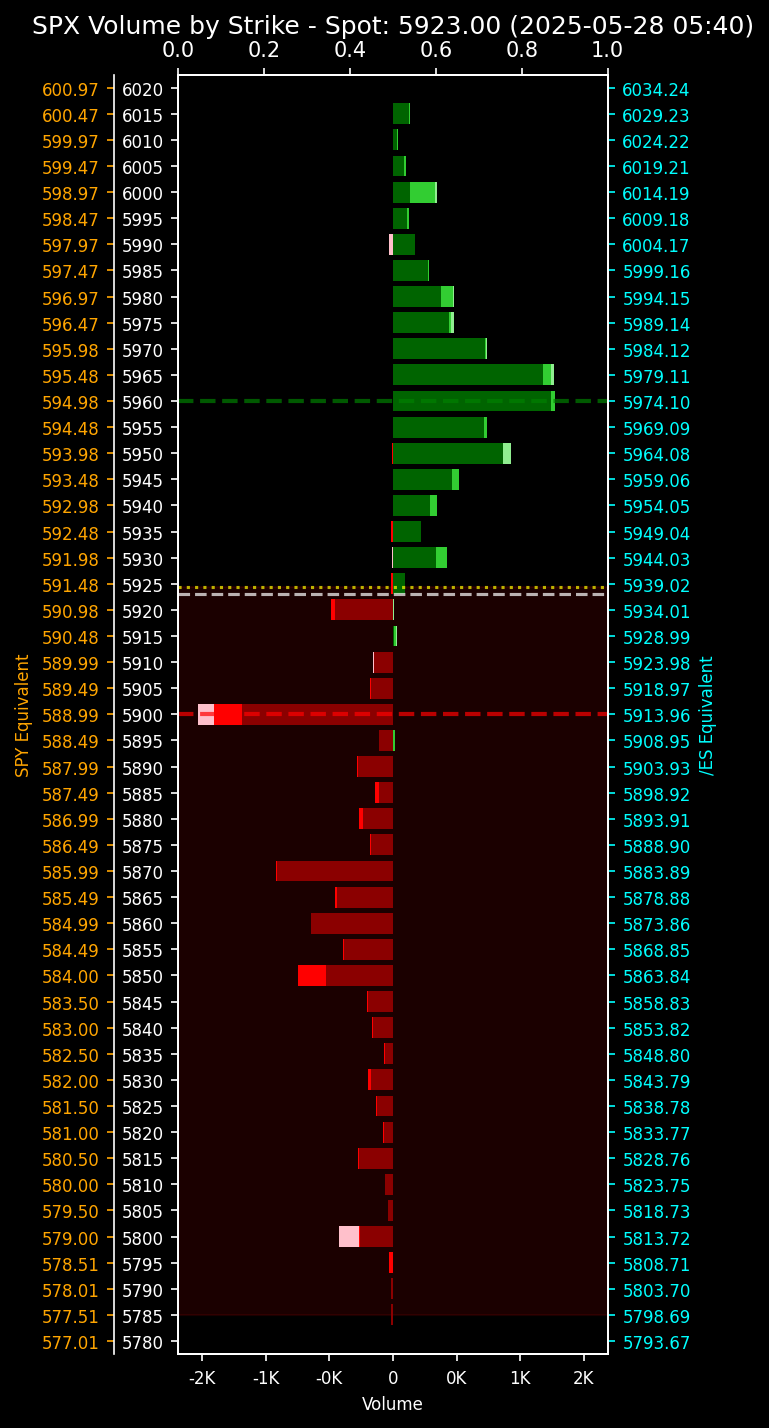 SPX Volume by Strike - Spot: 5923.00 (2025-05-28 05:40)
0.0 0.2 0.4 0.6 0.8 1.0
600.97 6020 6034.24
600.47 6015 6029.23
599.97 6010 6024.22
599.47 6005 6019.21
598.97 6000 6014.19
598.47 5995 6009.18
597.97 5990 6004.17
597.47 5985 5999.16
596.97 5980 5994.15
596.47 5975 5989.14
595.98 5970 5984.12
595.48 5965 5979.11
594.98 5960 5974.10
594.48 5955 5969.09
593.98 5950 5964.08
593.48 5945 5959.06
592.98 5940 5954.05
592.48 5935 5949.04
591.98 5930 5944.03
591.48 5925 5939.02
590.98 5920 5934.01
590.48 5915 5928.99
589.99 5910 5923.98
589.49 5905 5918.97
588.99 5900 5913.96
588.49 5895 5908.95
587.99 5890 5903.93
587.49 5885 5898.92
586.99 5880 5893.91
586.49 5875 5888.90
585.99 5870 5883.89
585.49 5865 5878.88
584.99 5860 5873.86
584.49 5855 5868.85
584.00 5850 5863.84
583.50 5845 5858.83
583.00 5840 5853.82
582.50 5835 5848.80
582.00 5830 5843.79
581.50 5825 5838.78
581.00 5820 5833.77
580.50 5815 5828.76
580.00 5810 5823.75
579.50 5805 5818.73
579.00 5800 5813.72
578.51 5795 5808.71
578.01 5790 5803.70
577.51 5785 5798.69
577.01 5780 5793.67
SPY Equivalent
/ES Equivalent
-2K -1K -0K 0 0K 1K 2K
Volume